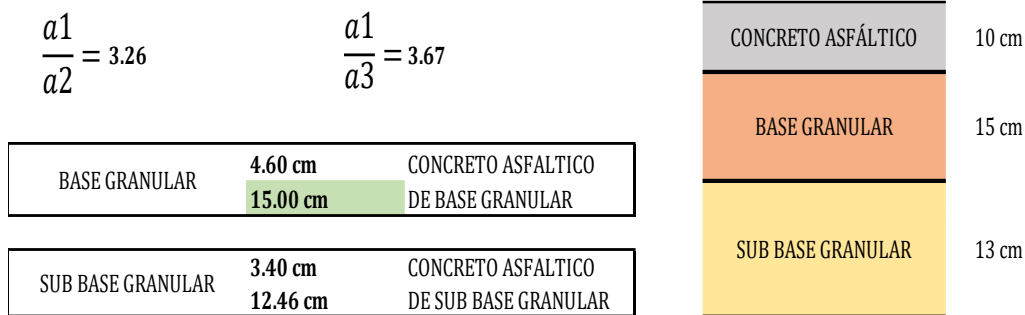 a1/a2 = 3.26
a1/a3 = 3.67
BASE GRANULAR
4.60 cm CONCRETO ASFALTICO
15.00 cm DE BASE GRANULAR
SUB BASE GRANULAR
3.40 cm CONCRETO ASFALTICO
12.46 cm DE SUB BASE GRANULAR
CONCRETO ASFÁLTICO 10 cm
BASE GRANULAR 15 cm
SUB BASE GRANULAR 13 cm